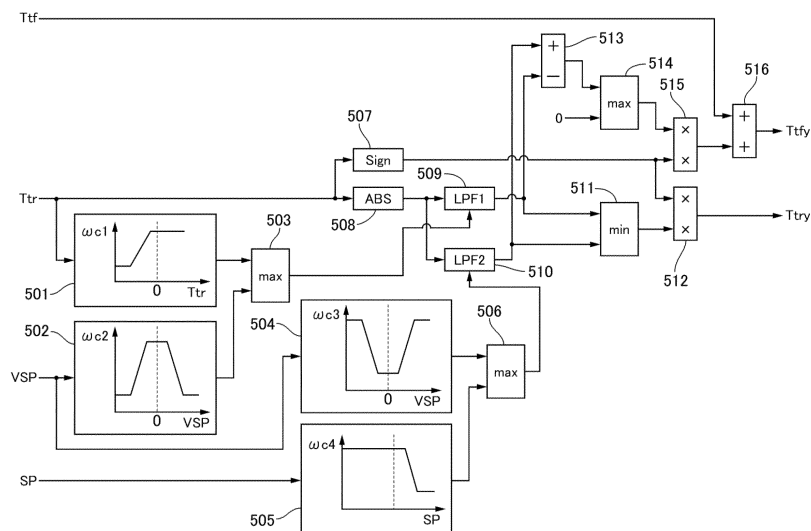 Ttf
513
514
516
+
−
max
515
507
0
+
+
Ttfy
Sign
509
×
×
Ttr
ABS
LPF1
511
508
503
min
×
×
Ttry
ωc1
max
LPF2
510
512
0
Ttr
501
502
ωc2
504
ωc3
506
VSP
max
0
VSP
0
VSP
ωc4
SP
505
SP